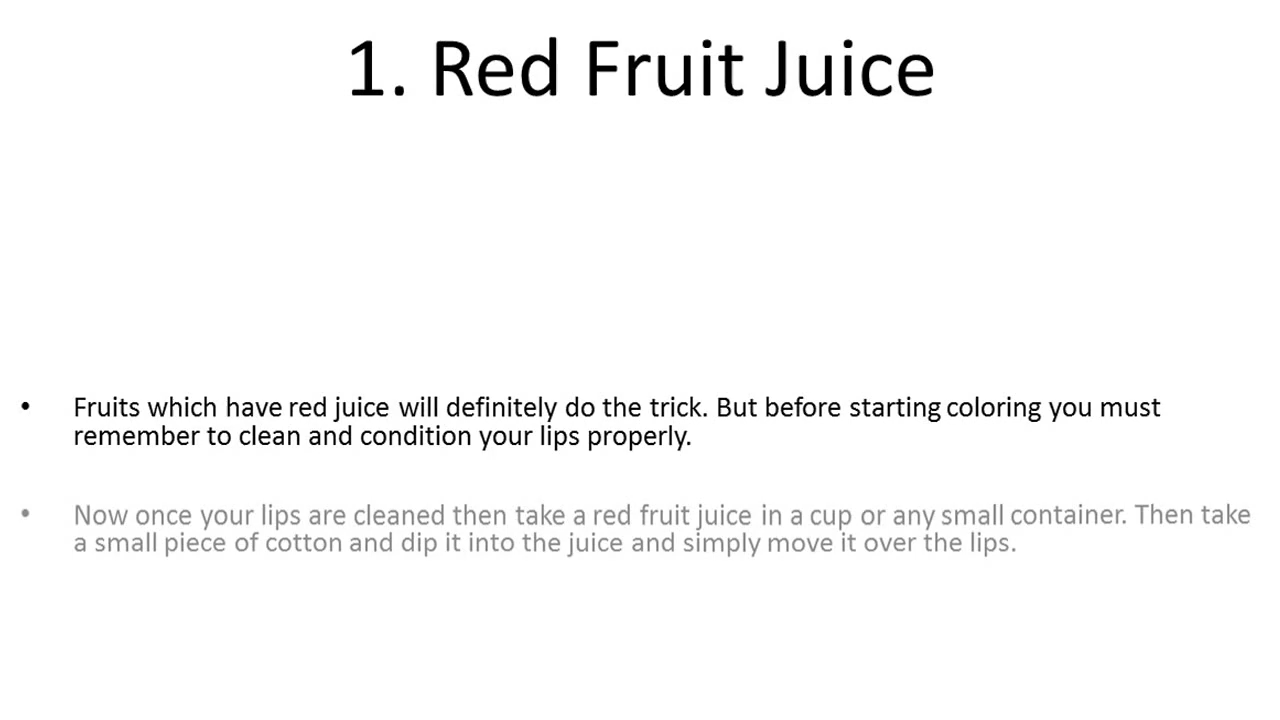 1. Red Fruit Juice
• Fruits which have red juice will definitely do the trick. But before starting coloring you must
remember to clean and condition your lips properly.
• Now once your lips are cleaned then take a red fruit juice in a cup or any small container. Then take
a small piece of cotton and dip it into the juice and simply move it over the lips.